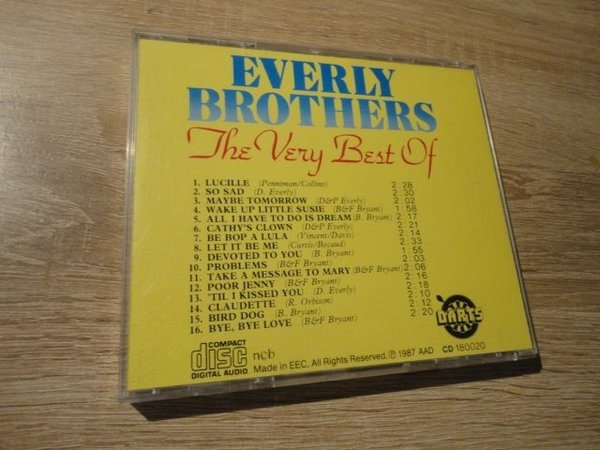 EVERLY
BROTHERS
The Very Best Of
1. LUCILLE (Penniman/Collins) 2:28
2. SO SAD (D. Everly) 2:30
3. MAYBE TOMORROW (D&P Everly) 2:02
4. WAKE UP LITTLE SUSIE (B&F Bryant) 1:58
5. ALL I HAVE TO DO IS DREAM (B. Bryant) 2:17
6. CATHY'S CLOWN (D&P Everly) 2:21
7. BE BOP A LULA (Vincent/Davis) 2:14
8. LET IT BE ME (Curtis/Becaud) 2:33
9. DEVOTED TO YOU (B. Bryant) 1:55
10. PROBLEMS (B&F Bryant) 2:03
11. TAKE A MESSAGE TO MARY (B&F Bryant) 2:06
12. POOR JENNY (B&F Bryant) 2:16
13. 'TIL I KISSED YOU (D. Everly) 2:18
14. CLAUDETTE (R. Orbison) 2:10
15. BIRD DOG (B. Bryant) 2:12
16. BYE, BYE LOVE (B&F Bryant) 2:20
COMPACT
disc
DIGITAL AUDIO
ncb
Made in EEC. All Rights Reserved. ℗ 1987 AAD
DARTS
CD 180020